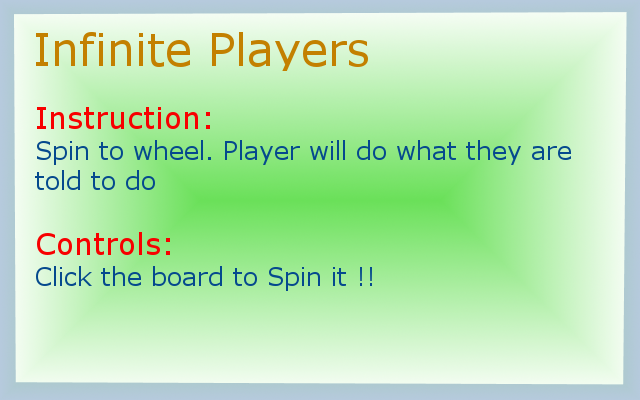 Infinite Players
Instruction:
Spin to wheel. Player will do what they are
told to do
Controls:
Click the board to Spin it !!